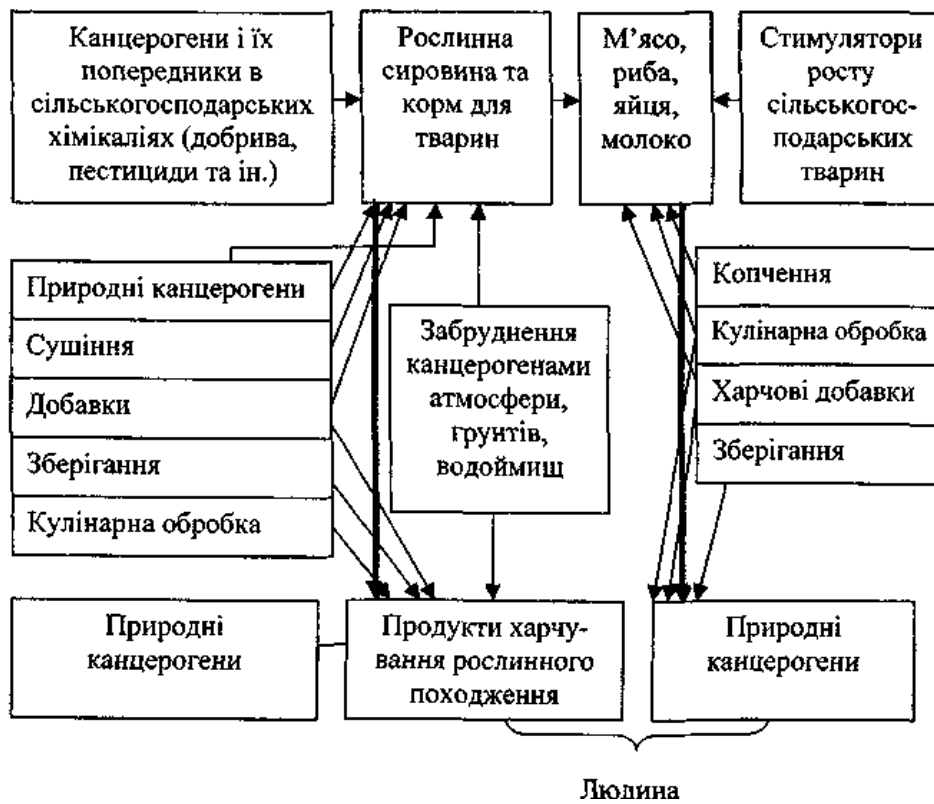 Канцерогени і їх
попередники в
сільськогосподарських
хімікаліях (добрива,
пестициди та ін.)
Рослинна
сировина та
корм для
тварин
М’ясо,
риба,
яйця,
молоко
Стимулятори
росту
сільськогос-
подарських
тварин
Природні канцерогени
Сушіння
Добавки
Зберігання
Кулінарна обробка
Забруднення
канцерогенами
атмосфери,
грунтів,
водоймищ
Копчення
Кулінарна обробка
Харчові добавки
Зберігання
Природні
канцерогени
Продукти харчу-
вання рослинного
походження
Природні
канцерогени
Людина